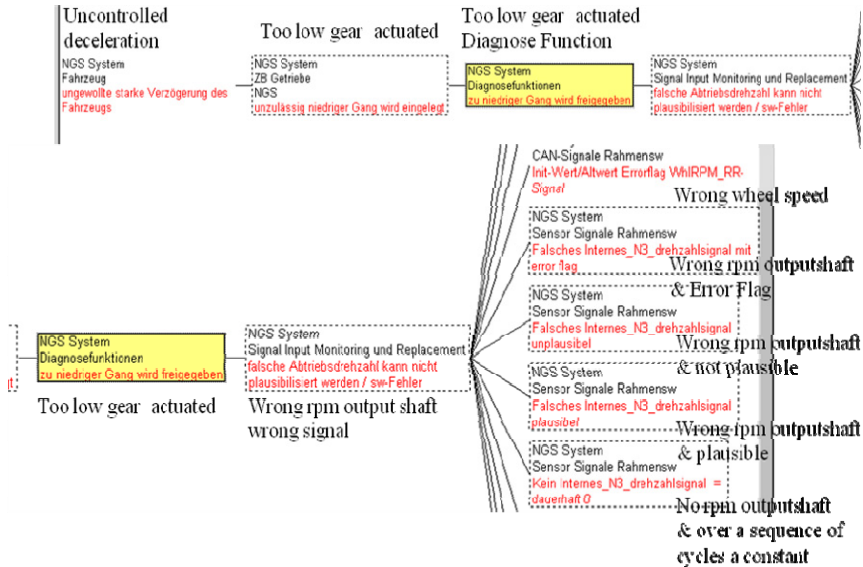 Uncontrolled
deceleration
NGS System
Fahrzeug
ungewollte starke Verzögerung des
Fahrzeugs
Too low gear actuated
NGS System
ZB Getriebe
NGS
unzulässig niedriger Gang wird eingelegt
Too low gear actuated
Diagnose Function
NGS System
Diagnosefunktionen
zu niedriger Gang wird freigegeben
NGS System
Signal Input Monitoring und Replacement
falsche Abtriebsdrehzahl kann nicht
plausibilisiert werden / sw-Fehler
CAN-Signale Rahmensw
Init-Wert/Altwert Errorflag WhlRPM_RR-
Signal
Wrong wheel speed
NGS System
Sensor Signale Rahmensw
Falsches Internes_N3_drehzahlsignal mit
error flag
Wrong rpm outputshaft
& Error Flag
NGS System
Sensor Signale Rahmensw
Falsches Internes_N3_drehzahlsignal
unplausibel
Wrong rpm outputshaft
& not plausible
NGS System
Diagnosefunktionen
zu niedriger Gang wird freigegeben
Too low gear actuated
NGS System
Signal Input Monitoring und Replacement
falsche Abtriebsdrehzahl kann nicht
plausibilisiert werden / sw-Fehler
Wrong rpm output shaft
wrong signal
NGS System
Sensor Signale Rahmensw
Falsches Internes_N3_drehzahlsignal
plausibel
Wrong rpm outputshaft
& plausible
NGS System
Sensor Signale Rahmensw
Kein Internes_N3_drehzahlsignal =
dauerhaft 0
No rpm outputshaft
& over a sequence of
cycles a constant